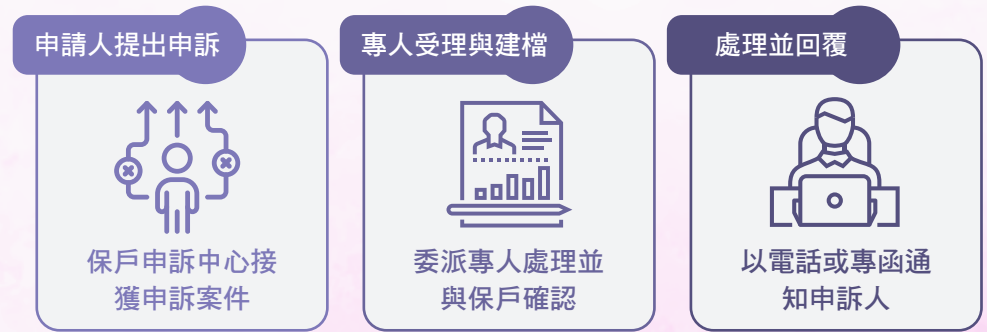 申請人提出申訴
保戶申訴中心接
獲申訴案件
專人受理與建檔
委派專人處理並
與保戶確認
處理並回覆
以電話或專函通
知申訴人